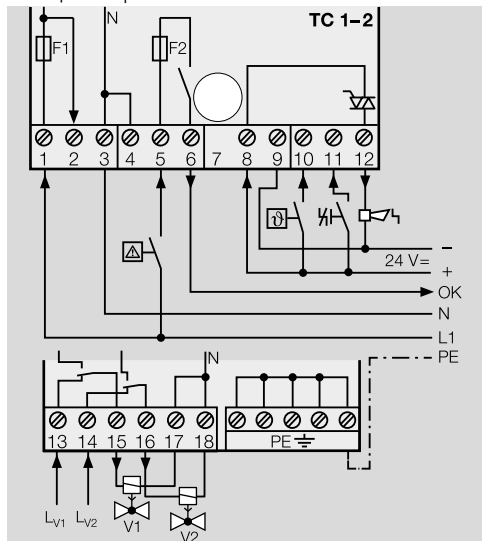 N
TC 1–2
F1
F2
1 2 3 4 5 6 7 8 9 10 11 12
ϑ
–
24 V=
+
OK
N
L1
PE
N
13 14 15 16 17 18
PE
LV1
LV2
V1
V2